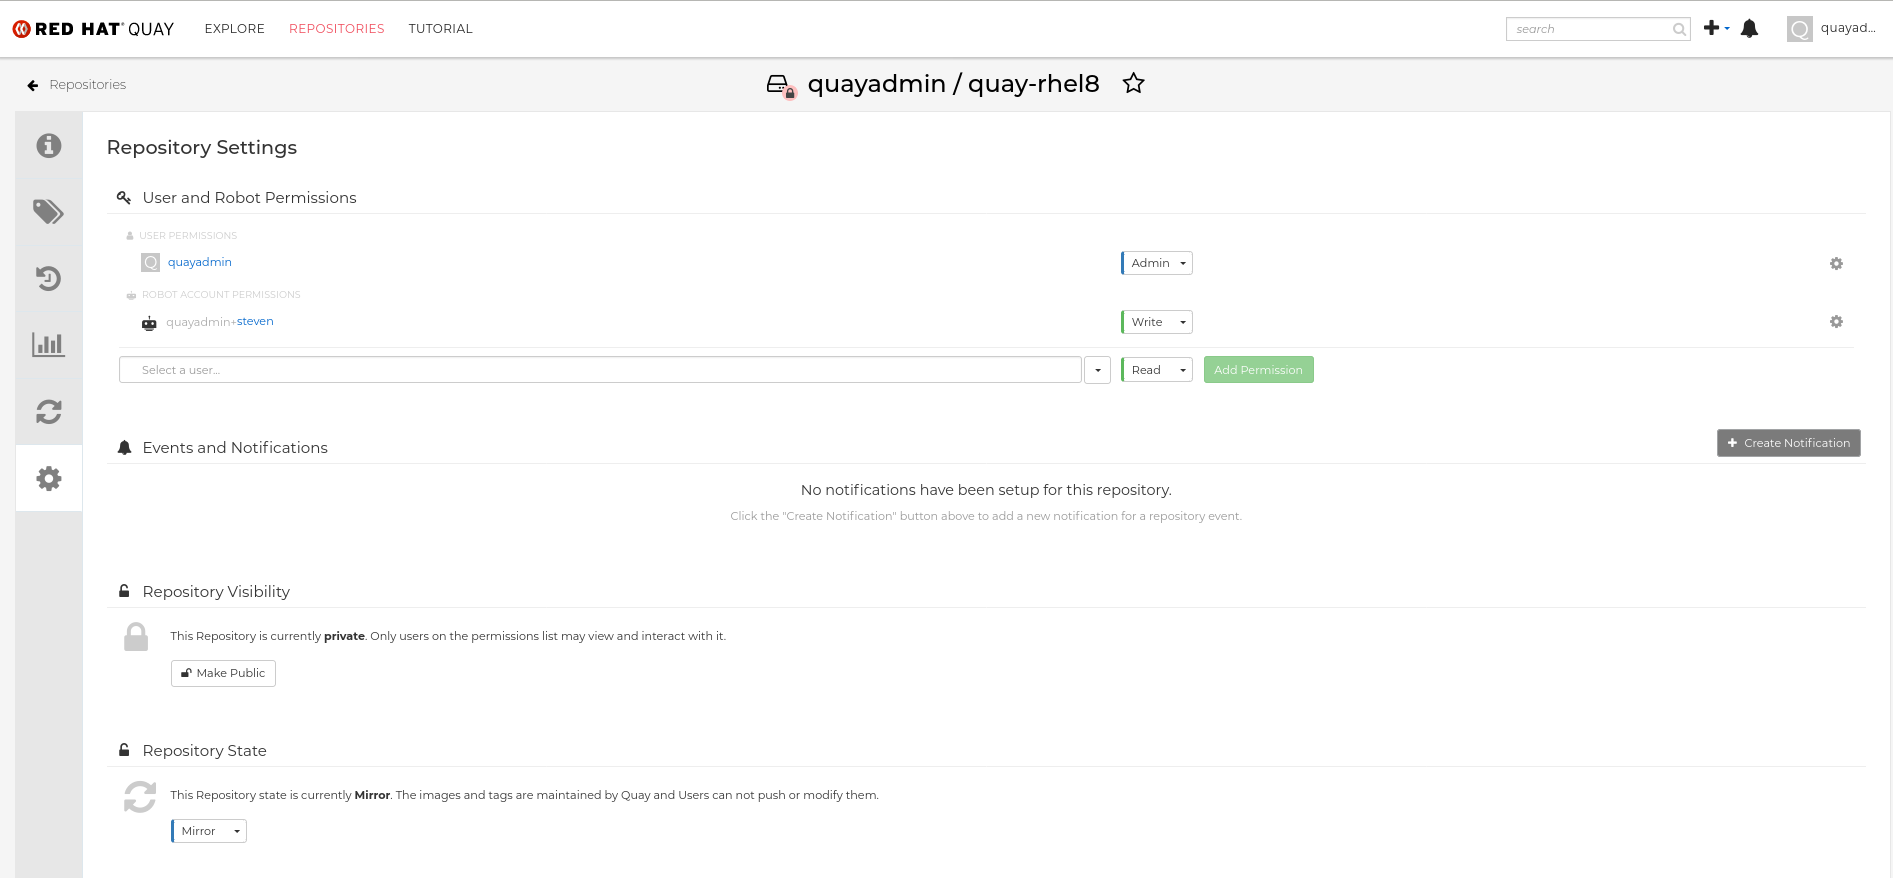 RED HAT QUAY EXPLORE REPOSITORIES TUTORIAL search quayad...
Repositories quayadmin / quay-rhel8
Repository Settings
User and Robot Permissions
USER PERMISSIONS
Q quayadmin Admin
ROBOT ACCOUNT PERMISSIONS
quayadmin+steven Write
Select a user... Read Add Permission
Events and Notifications Create Notification
No notifications have been setup for this repository.
Click the "Create Notification" button above to add a new notification for a repository event.
Repository Visibility
This Repository is currently private. Only users on the permissions list may view and interact with it.
Make Public
Repository State
This Repository state is currently Mirror. The images and tags are maintained by Quay and Users can not push or modify them.
Mirror